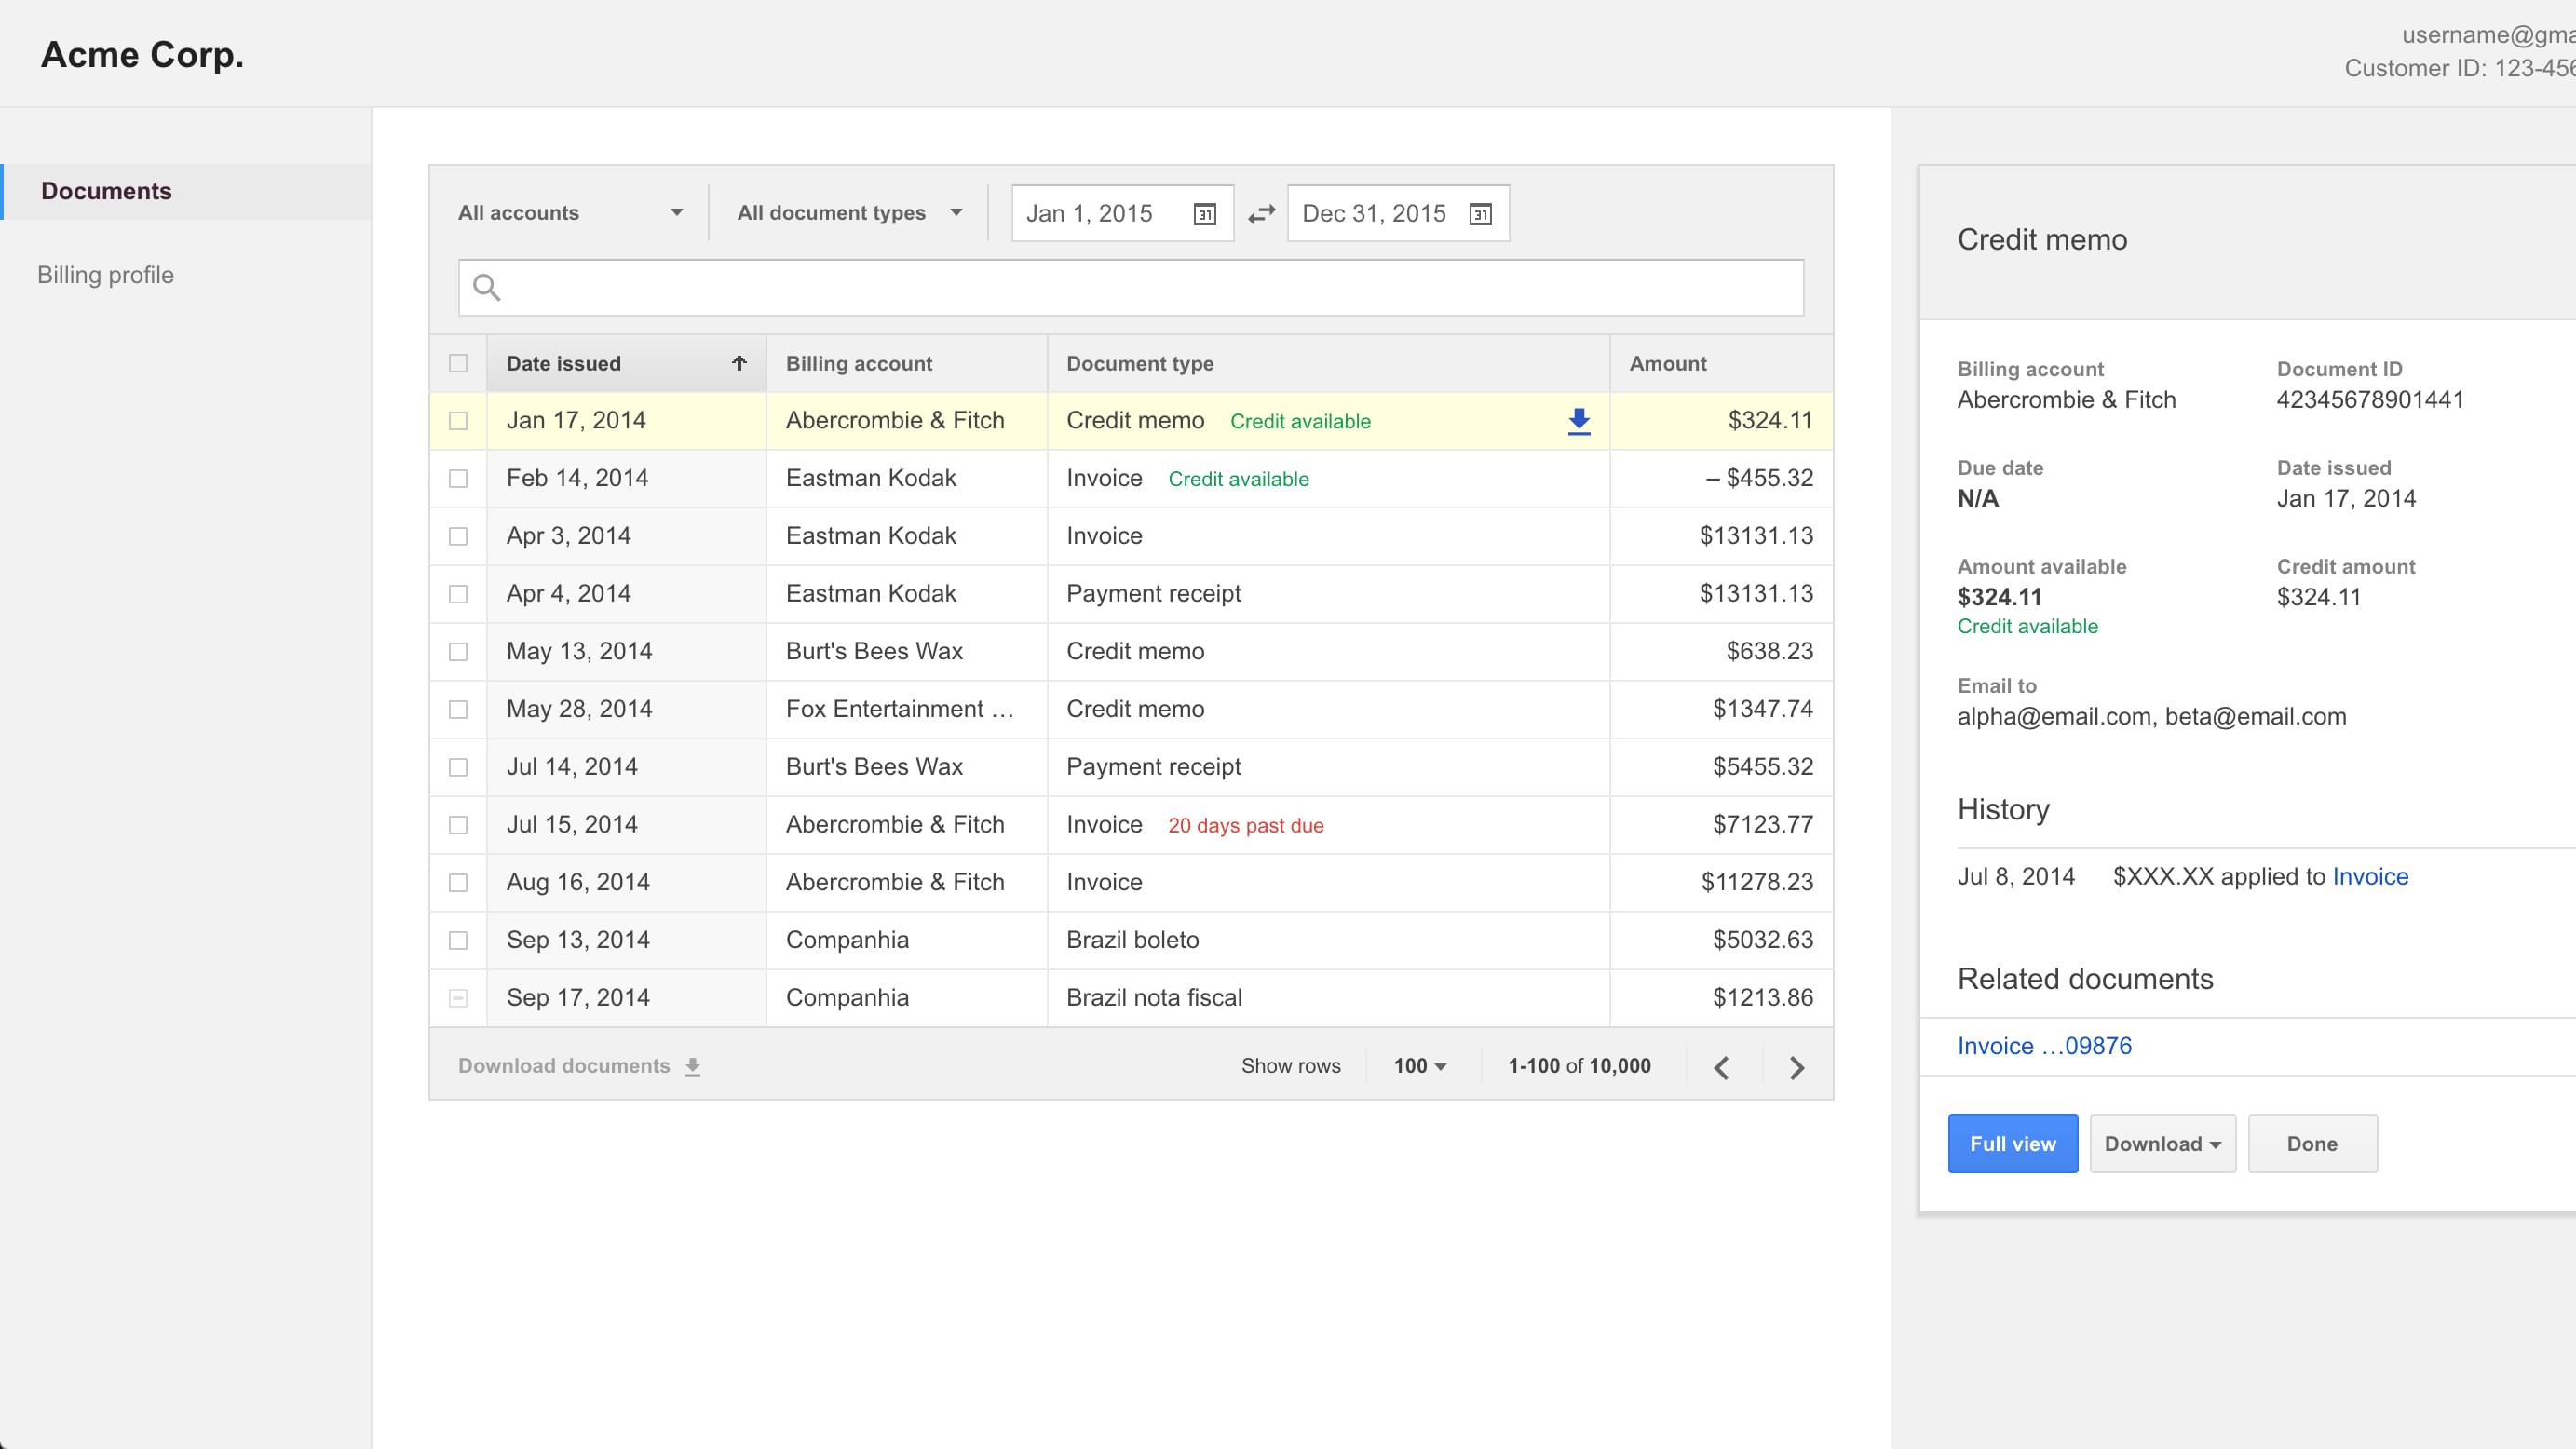 Acme Corp.
username@gma
Customer ID: 123-456
Documents
Billing profile
All accounts
All document types
Jan 1, 2015
31
Dec 31, 2015
31
Date issued
Billing account
Document type
Amount
Jan 17, 2014 Abercrombie & Fitch Credit memo Credit available $324.11
Feb 14, 2014 Eastman Kodak Invoice Credit available – $455.32
Apr 3, 2014 Eastman Kodak Invoice $13131.13
Apr 4, 2014 Eastman Kodak Payment receipt $13131.13
May 13, 2014 Burt's Bees Wax Credit memo $638.23
May 28, 2014 Fox Entertainment … Credit memo $1347.74
Jul 14, 2014 Burt's Bees Wax Payment receipt $5455.32
Jul 15, 2014 Abercrombie & Fitch Invoice 20 days past due $7123.77
Aug 16, 2014 Abercrombie & Fitch Invoice $11278.23
Sep 13, 2014 Companhia Brazil boleto $5032.63
Sep 17, 2014 Companhia Brazil nota fiscal $1213.86
Download documents
Show rows
100
1-100 of 10,000
Credit memo
Billing account Document ID
Abercrombie & Fitch 42345678901441
Due date Date issued
N/A Jan 17, 2014
Amount available Credit amount
$324.11 $324.11
Credit available
Email to
alpha@email.com, beta@email.com
History
Jul 8, 2014 $XXX.XX applied to Invoice
Related documents
Invoice …09876
Full view
Download
Done